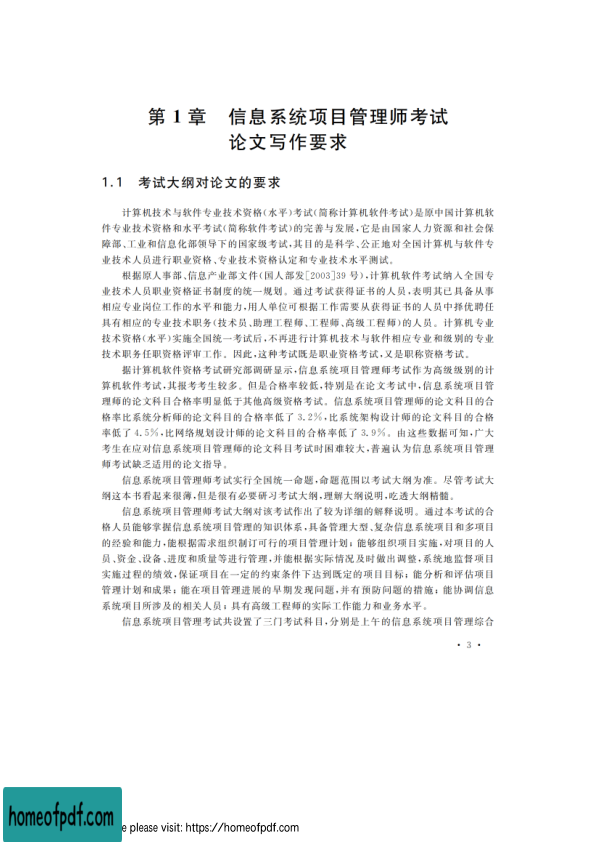 第 1 章　信息系统项目管理师考试
论文写作要求
1.1　考试大纲对论文的要求
计算机技术与软件专业技术资格(水平)考试(简称计算机软件考试)是原中国计算机软
件专业技术资格和水平考试(简称软件考试)的完善与发展,它是由国家人力资源和社会保
障部、工业和信息化部领导下的国家级考试,其目的是科学、公正地对全国计算机与软件专
业技术人员进行职业资格、专业技术资格认定和专业技术水平测试。
根据原人事部、信息产业部文件(国人部发[2003]39 号),计算机软件考试纳入全国专
业技术人员职业资格证书制度的统一规划。通过考试获得证书的人员,表明其已具备从事
相应专业岗位工作的水平和能力,用人单位可根据工作需要从获得证书的人员中择优聘任
具有相应的专业技术职务(技术员、助理工程师、工程师、高级工程师)的人员。计算机专业
技术资格(水平)实施全国统一考试后,不再进行计算机技术与软件相应专业和级别的专业
技术职务任职资格评审工作。因此,这种考试既是职业资格考试,又是职称资格考试。
据计算机软件资格考试研究部调研显示,信息系统项目管理师考试作为高级级别的计
算机软件考试,其报考考生较多。但是合格率较低,特别是在论文考试中,信息系统项目管
理师的论文科目合格率明显低于其他高级资格考试。信息系统项目管理师的论文科目的合
格率比系统分析师的论文科目的合格率低了 3.2%,比系统架构设计师的论文科目的合格
率低了 4.5%,比网络规划设计师的论文科目的合格率低了 3.9%。由这些数据可知,广大
考生在应对信息系统项目管理师的论文科目考试时困难较大,普遍认为信息系统项目管理
师考试缺乏适用的论文指导。
信息系统项目管理师考试实行全国统一命题,命题范围以考试大纲为准。尽管考试大
纲这本书看起来很薄,但是很有必要研习考试大纲,理解大纲说明,吃透大纲精髓。
信息系统项目管理师考试大纲对该考试作出了较为详细的解释说明。通过本考试的合
格人员能够掌握信息系统项目管理的知识体系,具备管理大型、复杂信息系统项目和多项目
的经验和能力,能根据需求组织制订可行的项目管理计划;能够组织项目实施,对项目的人
员、资金、设备、进度和质量等进行管理,并能根据实际情况及时做出调整,系统地监督项目
实施过程的绩效,保证项目在一定的约束条件下达到既定的项目目标;能分析和评估项目
管理计划和成果;能在项目管理进展的早期发现问题,并有预防问题的措施;能协调信息
系统项目所涉及的相关人员;具有高级工程师的实际工作能力和业务水平。
信息系统项目管理考试共设置了三门考试科目,分别是上午的信息系统项目管理综合
· 3 ·
homeofpdf.com
please visit: https://homeofpdf.com